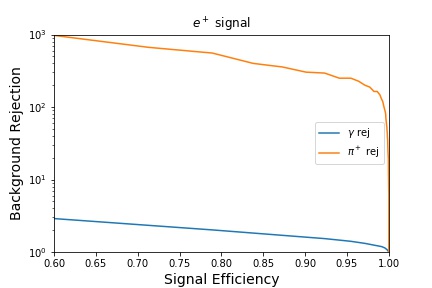 e⁺ signal
Background Rejection
10³
10²
10¹
10⁰
γ rej
π⁺ rej
0.60 0.65 0.70 0.75 0.80 0.85 0.90 0.95 1.00
Signal Efficiency